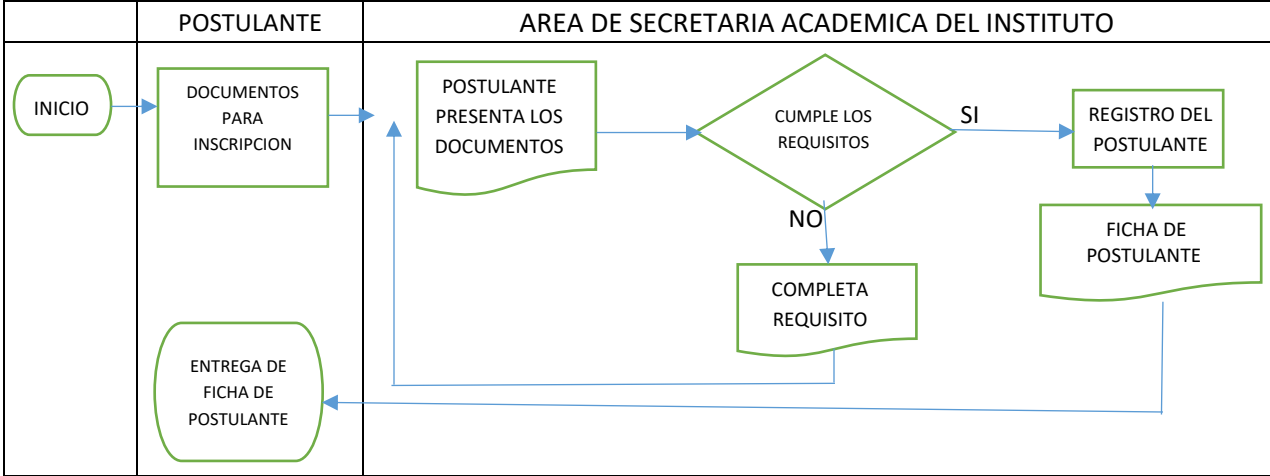 POSTULANTE
AREA DE SECRETARIA ACADEMICA DEL INSTITUTO
INICIO
DOCUMENTOS
PARA
INSCRIPCION
POSTULANTE
PRESENTA LOS
DOCUMENTOS
CUMPLE LOS
REQUISITOS
SI
REGISTRO DEL
POSTULANTE
NO
FICHA DE
POSTULANTE
COMPLETA
REQUISITO
ENTREGA DE
FICHA DE
POSTULANTE